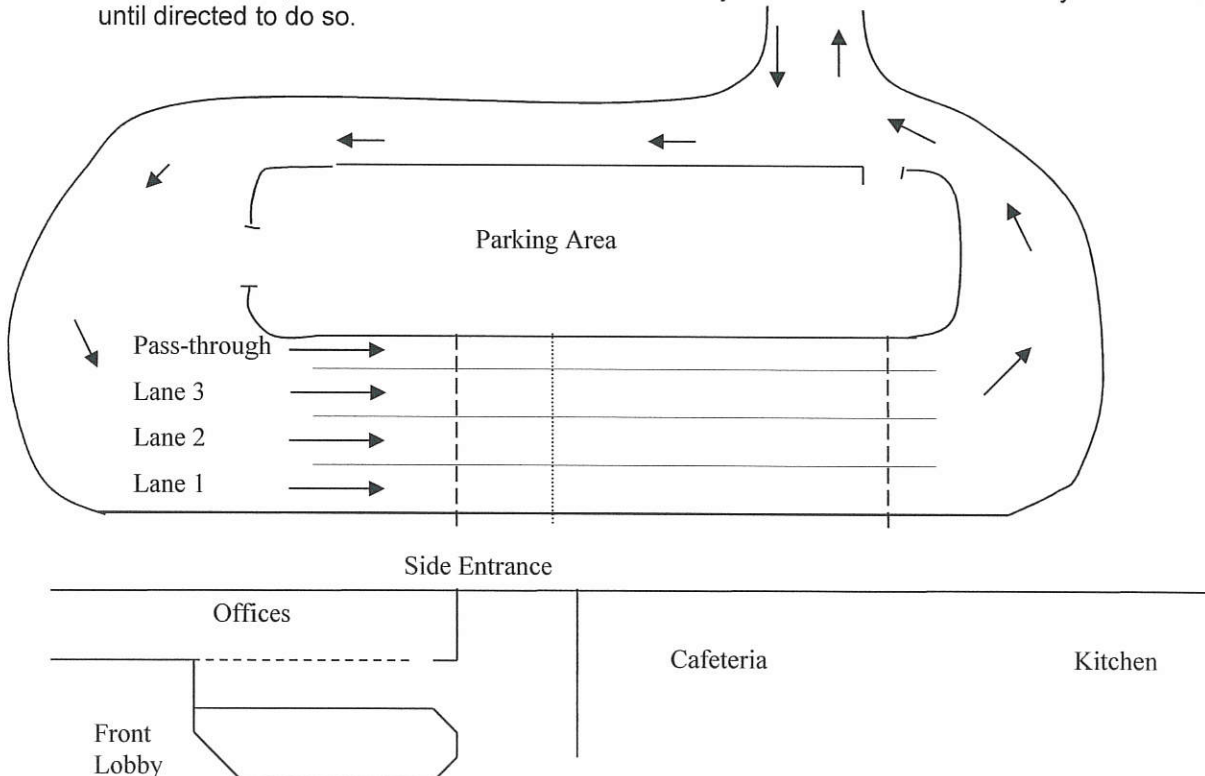 until directed to do so.
Parking Area
Pass-through
Lane 3
Lane 2
Lane 1
Side Entrance
Offices
Cafeteria
Kitchen
Front
Lobby